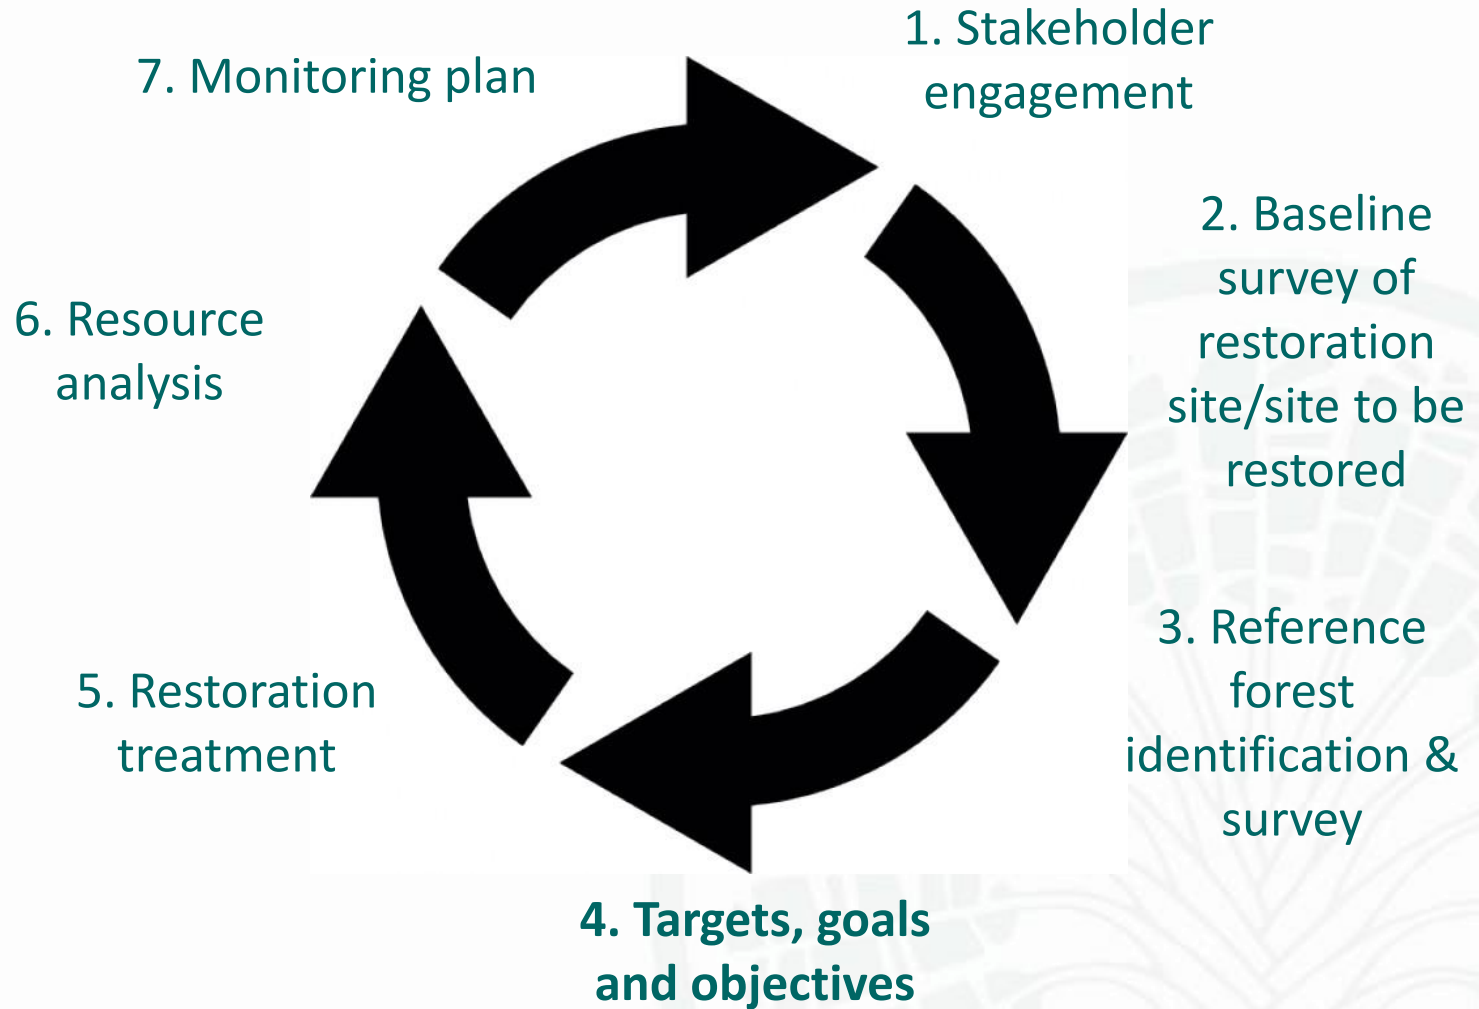 1. Stakeholder
engagement
2. Baseline
survey of
restoration
site/site to be
restored
3. Reference
forest
identification &
survey
4. Targets, goals
and objectives
5. Restoration
treatment
6. Resource
analysis
7. Monitoring plan